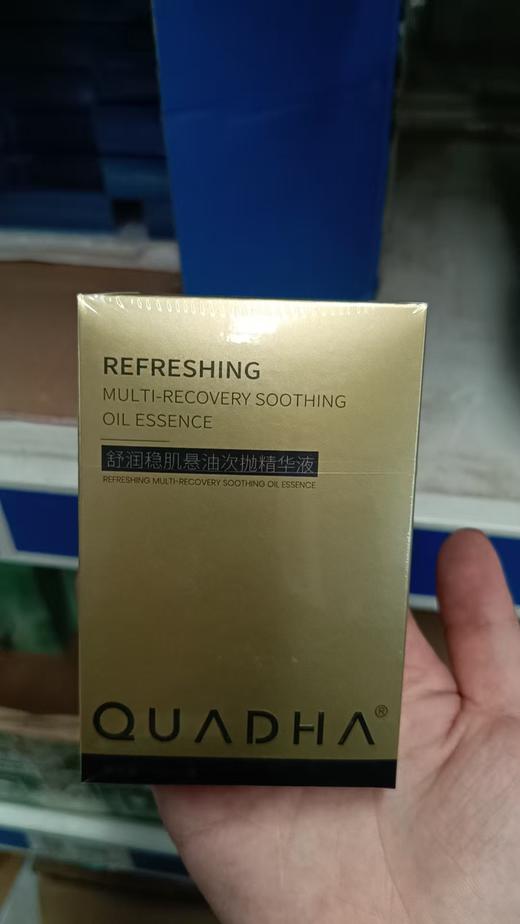 REFRESHING
MULTI-RECOVERY SOOTHING
OIL ESSENCE
舒润稳肌悬油次抛精华液
REFRESHING MULTI-RECOVERY SOOTHING OIL ESSENCE
QUADHA®